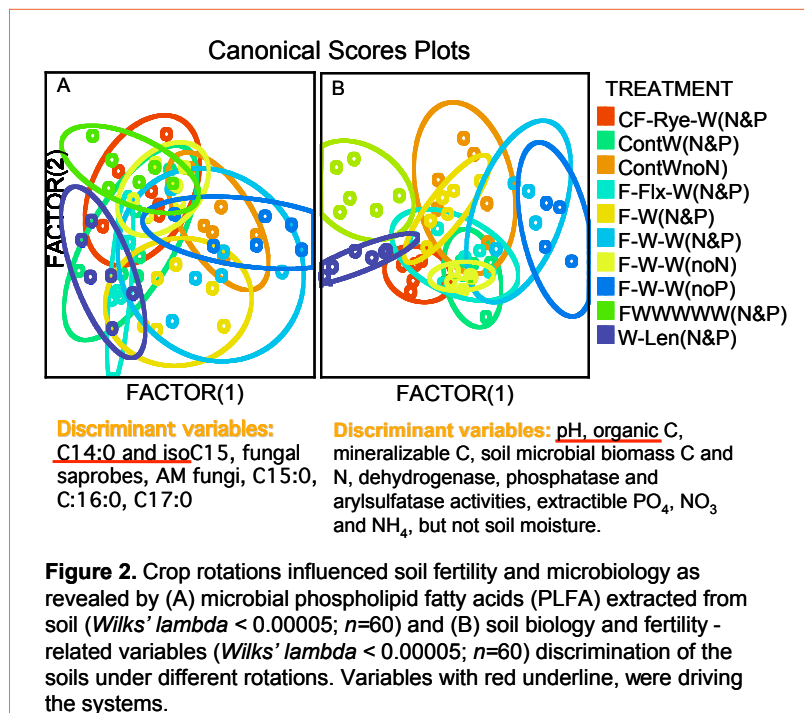 Canonical Scores Plots
A
B
FACTOR(2)
FACTOR(1)
FACTOR(1)
TREATMENT
CF-Rye-W(N&P
ContW(N&P)
ContWnoN)
F-Flx-W(N&P)
F-W(N&P)
F-W-W(N&P)
F-W-W(noN)
F-W-W(noP)
FWWWWW(N&P)
W-Len(N&P)
Discriminant variables:
C14:0 and isoC15, fungal
saprobes, AM fungi, C15:0,
C:16:0, C17:0
Discriminant variables: pH, organic C,
mineralizable C, soil microbial biomass C and
N, dehydrogenase, phosphatase and
arylsulfatase activities, extractible PO₄, NO₃
and NH₄, but not soil moisture.
Figure 2. Crop rotations influenced soil fertility and microbiology as
revealed by (A) microbial phospholipid fatty acids (PLFA) extracted from
soil (Wilks' lambda < 0.00005; n=60) and (B) soil biology and fertility -
related variables (Wilks' lambda < 0.00005; n=60) discrimination of the
soils under different rotations. Variables with red underline, were driving
the systems.